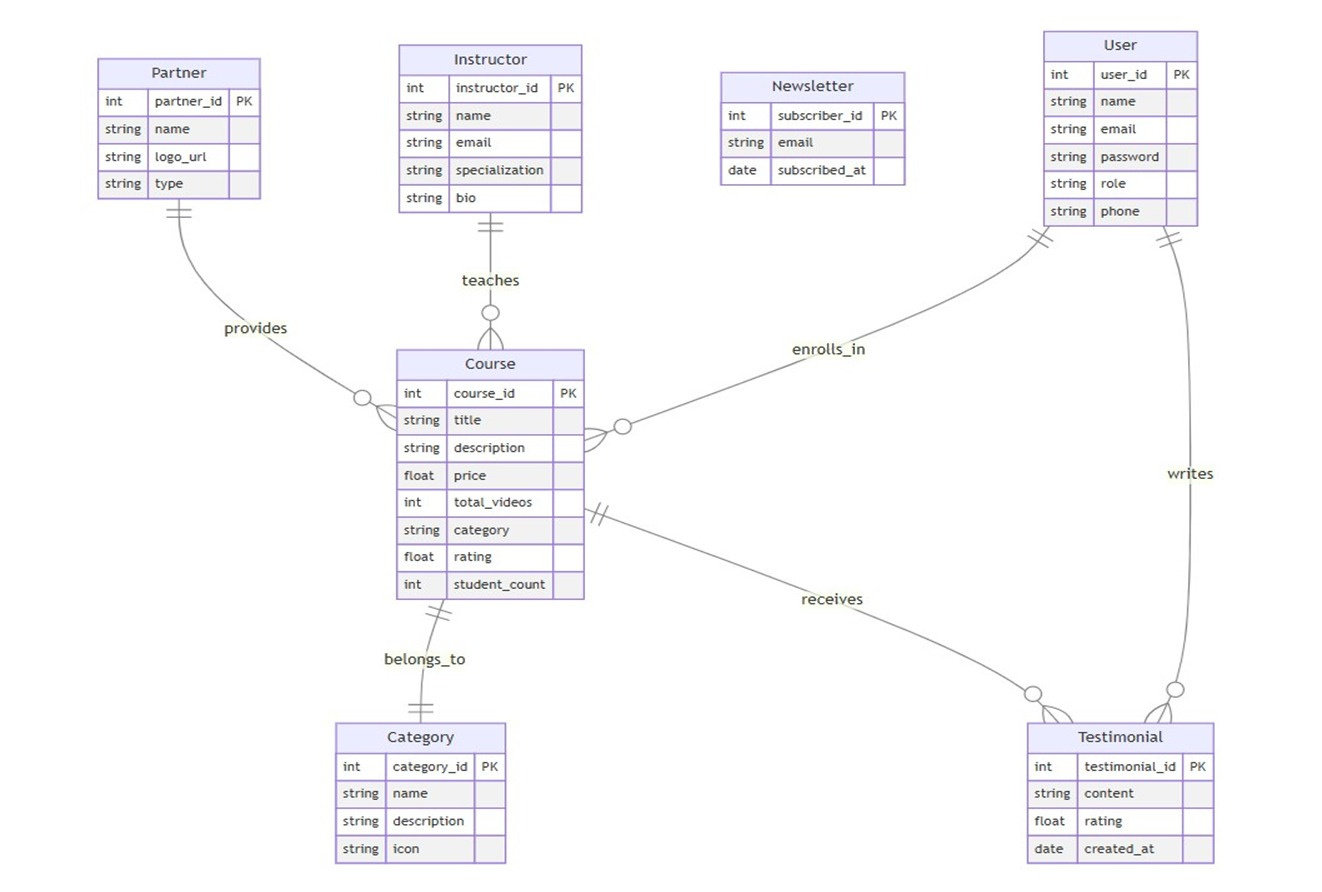 Partner
int partner_id PK
string name
string logo_url
string type
Instructor
int instructor_id PK
string name
string email
string specialization
string bio
Newsletter
int subscriber_id PK
string email
date subscribed_at
User
int user_id PK
string name
string email
string password
string role
string phone
provides
teaches
enrolls_in
writes
Course
int course_id PK
string title
string description
float price
int total_videos
string category
float rating
int student_count
receives
belongs_to
Category
int category_id PK
string name
string description
string icon
Testimonial
int testimonial_id PK
string content
float rating
date created_at